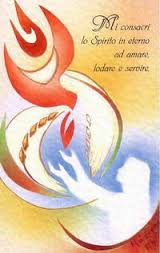 Mi consacri
lo Spirito in eterno
ad amare,
lodare e servire.